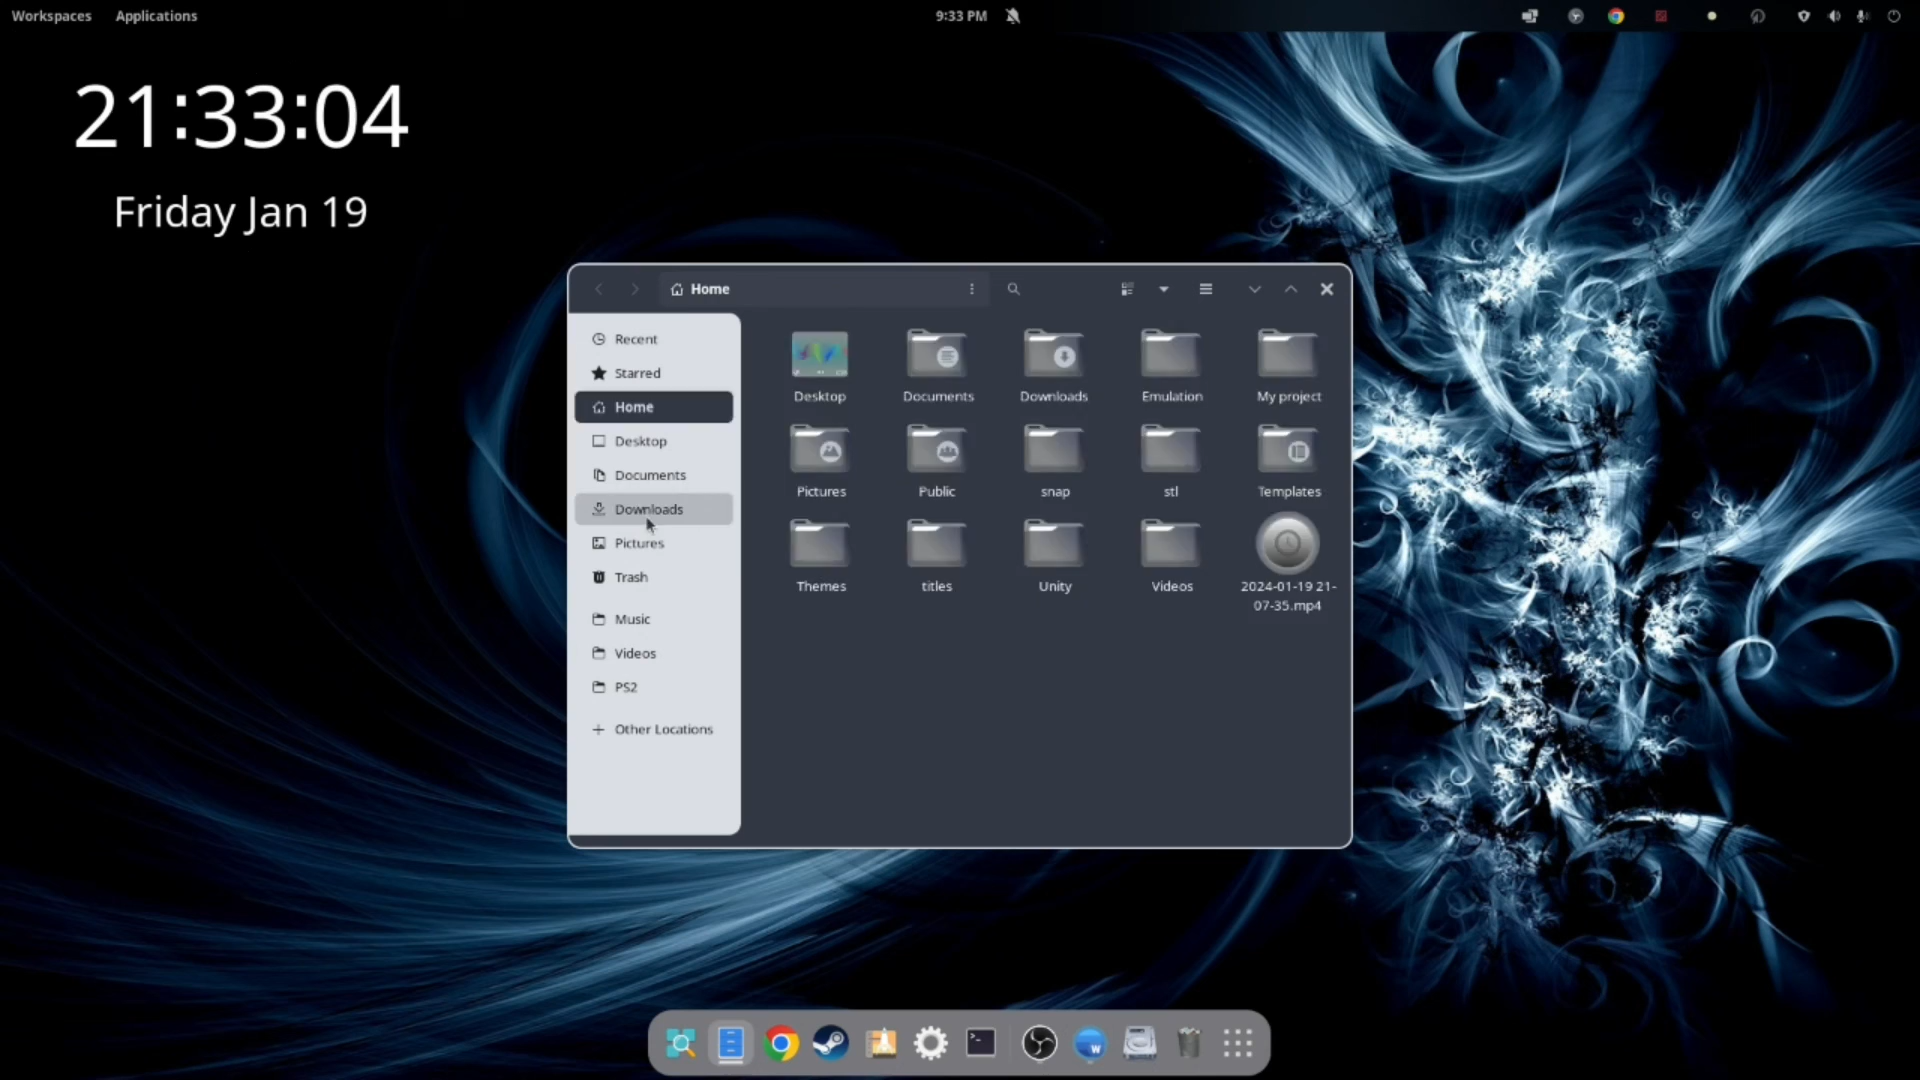 Workspaces Applications 9:33 PM
21:33:04
Friday Jan 19
Home
Recent
Starred
Home
Desktop
Documents
Downloads
Pictures
Trash
Music
Videos
PS2
Other Locations
Desktop Documents Downloads Emulation My project
Pictures Public snap stl Templates
Themes titles Unity Videos 2024-01-19 21-
07-35.mp4
w